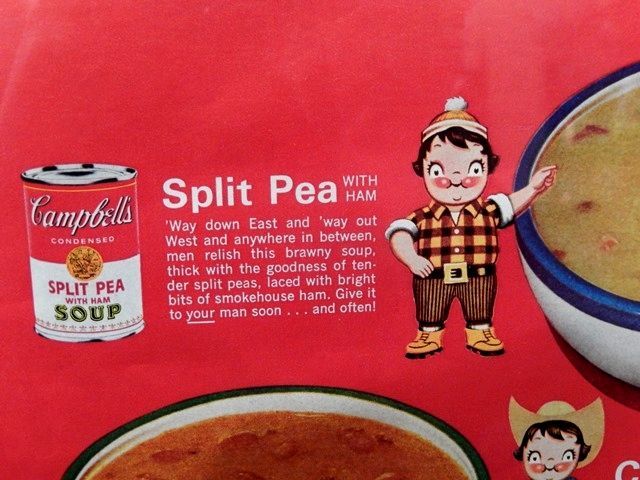 Split Pea WITH HAM
'Way down East and 'way out
West and anywhere in between,
men relish this brawny soup,
thick with the goodness of ten-
der split peas, laced with bright
bits of smokehouse ham. Give it
to your man soon . . . and often!
Campbell's
CONDENSED
SPLIT PEA
WITH HAM
SOUP